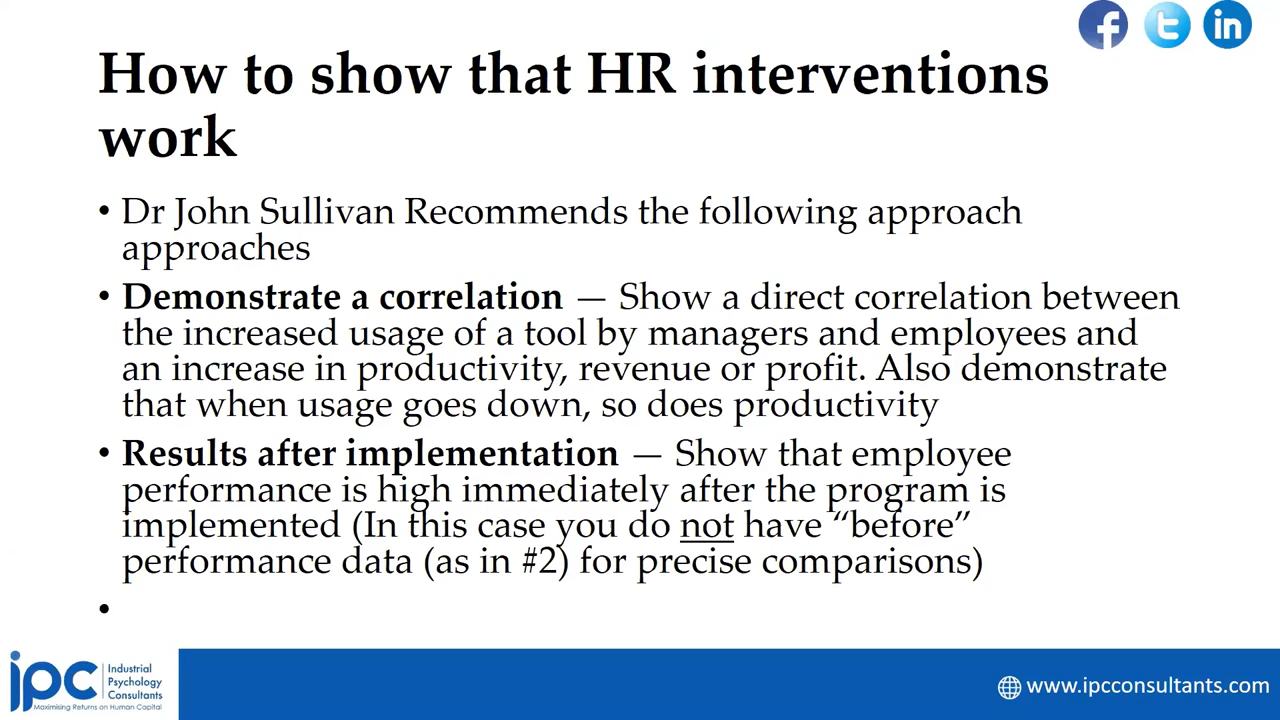 How to show that HR interventions
work
• Dr John Sullivan Recommends the following approach
approaches
• Demonstrate a correlation — Show a direct correlation between
the increased usage of a tool by managers and employees and
an increase in productivity, revenue or profit. Also demonstrate
that when usage goes down, so does productivity
• Results after implementation — Show that employee
performance is high immediately after the program is
implemented (In this case you do not have “before”
performance data (as in #2) for precise comparisons)
•
ipc
Industrial
Psychology
Consultants
Maximising Returns on Human Capital
www.ipcconsultants.com